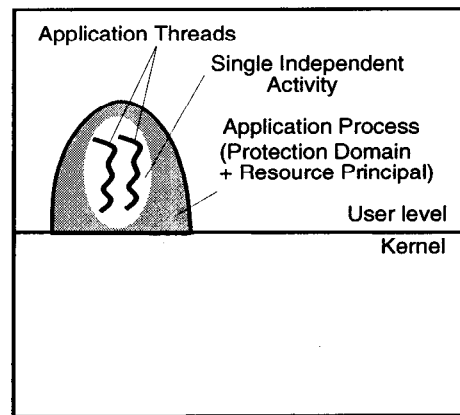 Application Threads
Single Independent
Activity
Application Process
(Protection Domain
+ Resource Principal)
User level
Kernel